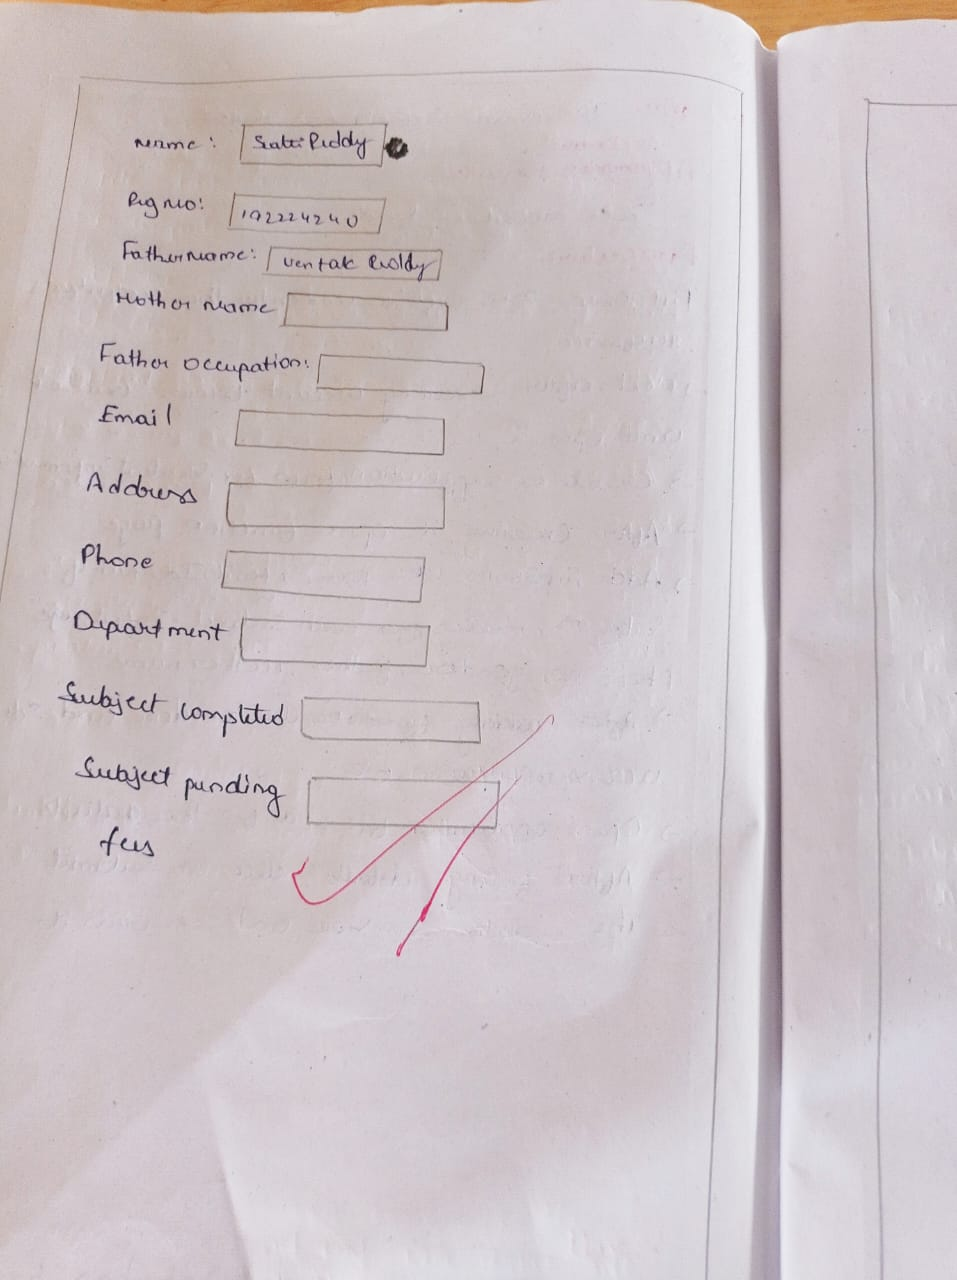 Name: Satti Reddy
Reg No: 192224240
Father Name: Ventak Reddy
Mother Name
Father Occupation:
Email
Address
Phone
Department
Subject Completed
Subject pending
fees